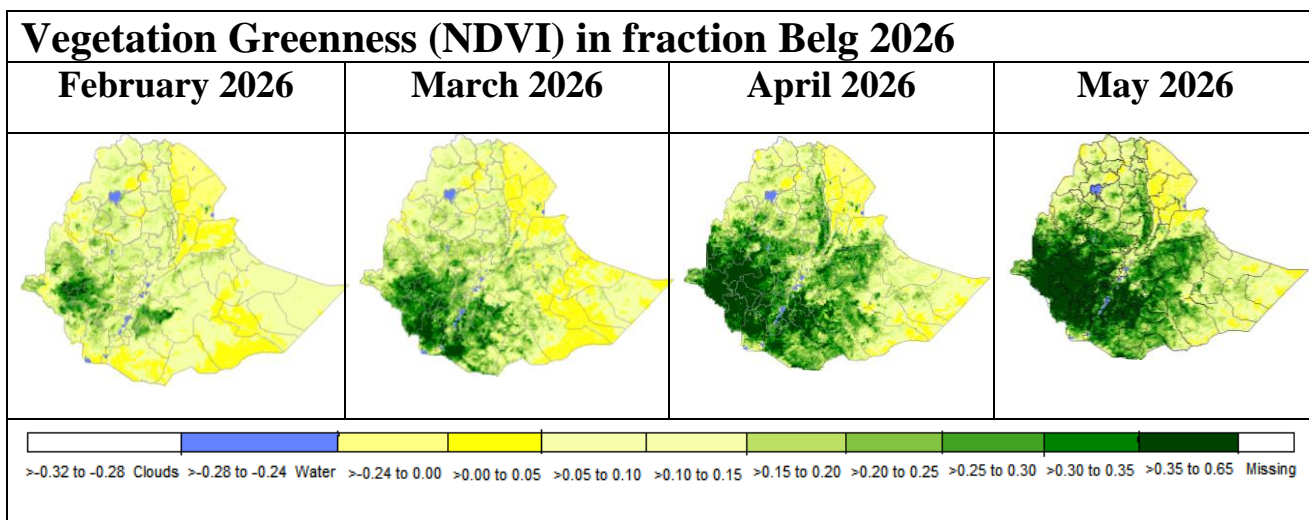 Vegetation Greenness (NDVI) in fraction Belg 2026
February 2026 March 2026 April 2026 May 2026
>-0.32 to -0.28 Clouds >-0.28 to -0.24 Water >-0.24 to 0.00 >0.00 to 0.05 >0.05 to 0.10 >0.10 to 0.15 >0.15 to 0.20 >0.20 to 0.25 >0.25 to 0.30 >0.30 to 0.35 >0.35 to 0.65 Missing